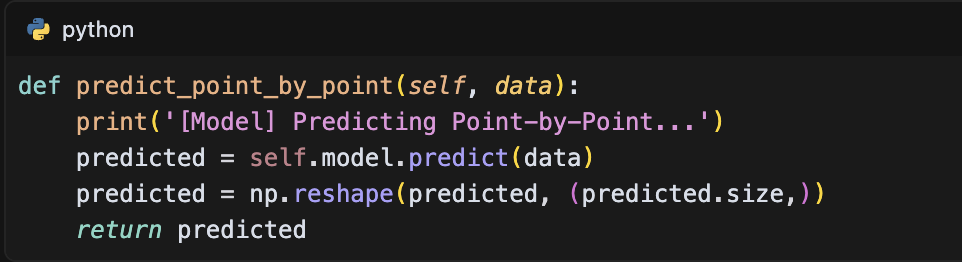 python
def predict_point_by_point(self, data):
    print('[Model] Predicting Point-by-Point...')
    predicted = self.model.predict(data)
    predicted = np.reshape(predicted, (predicted.size,))
    return predicted